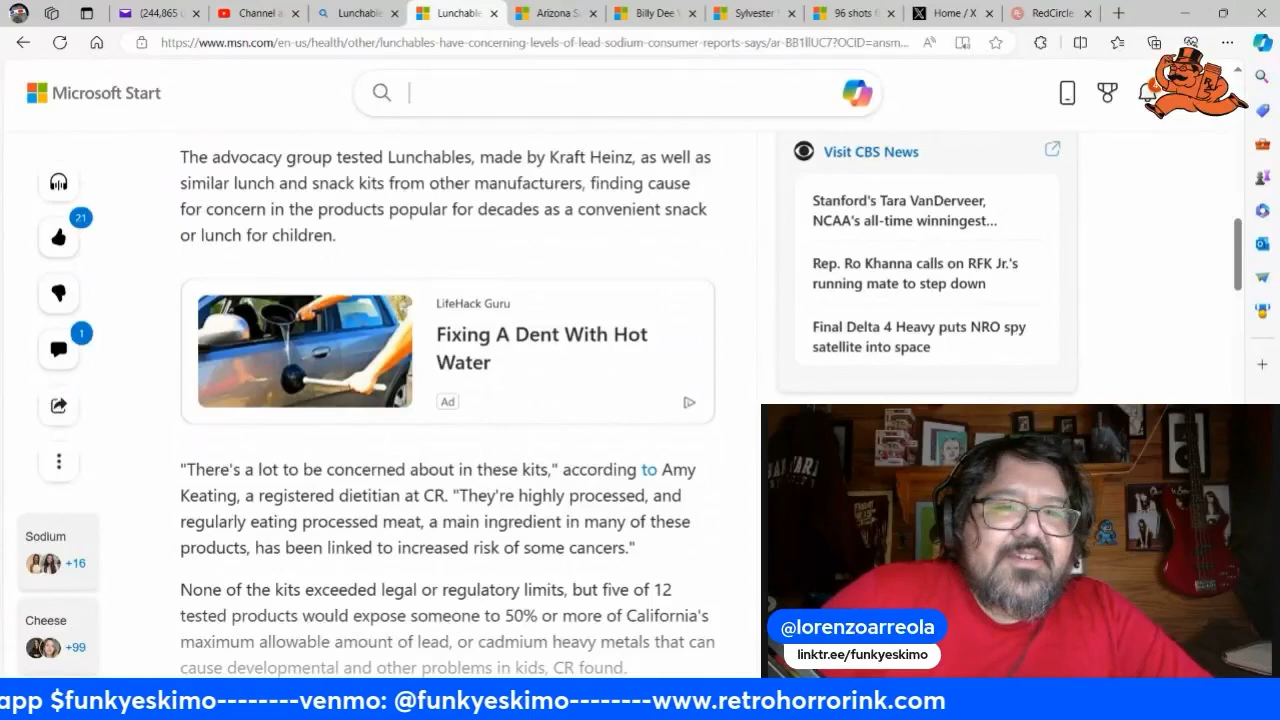 (244,865 u
Channel a
Lunchable
Lunchable
Arizona S
Billy Dee W
Sylvester
96 shots f
Home / X
RedCircle
https://www.msn.com/en-us/health/other/lunchables-have-concerning-levels-of-lead-sodium-consumer-reports-says/ar-BB1llUC7?OCID=ansm...
Microsoft Start
21
1
The advocacy group tested Lunchables, made by Kraft Heinz, as well as
similar lunch and snack kits from other manufacturers, finding cause
for concern in the products popular for decades as a convenient snack
or lunch for children.
LifeHack Guru
Fixing A Dent With Hot
Water
Ad
"There's a lot to be concerned about in these kits," according to Amy
Keating, a registered dietitian at CR. "They're highly processed, and
regularly eating processed meat, a main ingredient in many of these
products, has been linked to increased risk of some cancers."
None of the kits exceeded legal or regulatory limits, but five of 12
tested products would expose someone to 50% or more of California's
maximum allowable amount of lead, or cadmium heavy metals that can
cause developmental and other problems in kids, CR found.
Sodium
+16
Cheese
+99
Visit CBS News
Stanford's Tara VanDerveer,
NCAA's all-time winningest...
Rep. Ro Khanna calls on RFK Jr.'s
running mate to step down
Final Delta 4 Heavy puts NRO spy
satellite into space
@lorenzoarreola
linktr.ee/funkyeskimo
app $funkyeskimo--------venmo: @funkyeskimo--------www.retrohorrorink.com